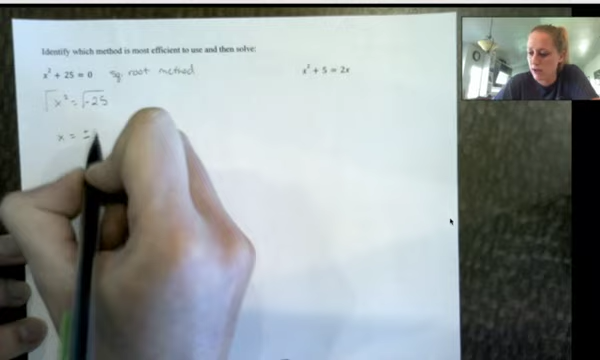 Identify which method is most efficient to use and then solve:
x² + 25 = 0 sq. root method
x² + 5 = 2x
√x² = √-25
x = ±